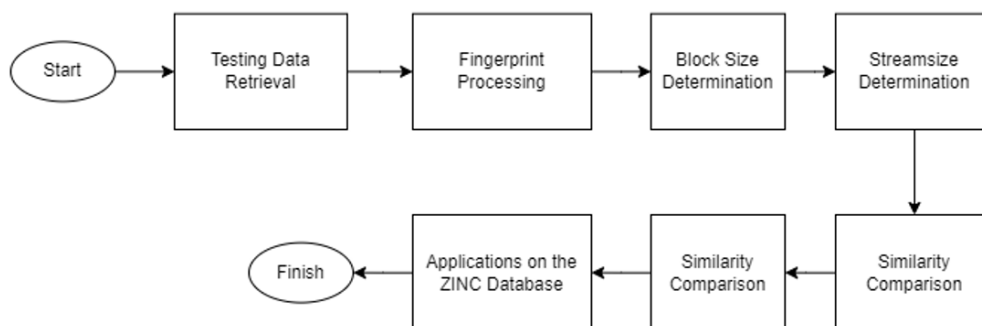 Start
Testing Data
Retrieval
Fingerprint
Processing
Block Size
Determination
Streamsize
Determination
Similarity
Comparison
Similarity
Comparison
Applications on the
ZINC Database
Finish